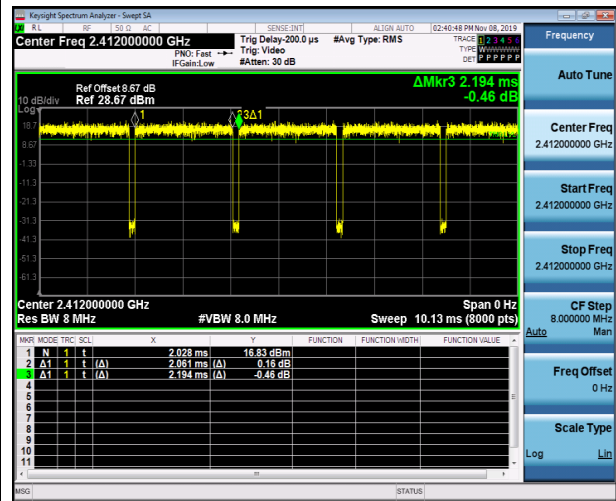 Keysight Spectrum Analyzer - Swept SA
RL RF 50 Ω AC SENSE:INT ALIGN AUTO 02:40:48 PM Nov 08, 2019
Center Freq 2.412000000 GHz
PNO: Fast
IFGain:Low
Trig Delay-200.0 µs
Trig: Video
#Atten: 30 dB
#Avg Type: RMS
TRACE 1 2 3 4 5 6
TYPE WWWWWW
DET P P P P P P
Ref Offset 8.67 dB
Ref 28.67 dBm
ΔMkr3 2.194 ms
-0.46 dB
10 dB/div
Log
18.7
8.67
-1.33
-11.3
-21.3
-31.3
-41.3
-51.3
-61.3
1
3Δ1
Center 2.412000000 GHz
Span 0 Hz
Res BW 8 MHz
#VBW 8.0 MHz
Sweep 10.13 ms (8000 pts)
MKR MODE TRC SCL X Y FUNCTION FUNCTION WIDTH FUNCTION VALUE
1 N 1 t 2.028 ms 16.83 dBm
2 Δ1 1 t (Δ) 2.061 ms (Δ) 0.16 dB
3 Δ1 1 t (Δ) 2.194 ms (Δ) -0.46 dB
4
5
6
7
8
9
10
11
MSG
STATUS
Frequency
Auto Tune
Center Freq
2.412000000 GHz
Start Freq
2.412000000 GHz
Stop Freq
2.412000000 GHz
CF Step
8.000000 MHz
Auto Man
Freq Offset
0 Hz
Scale Type
Log Lin